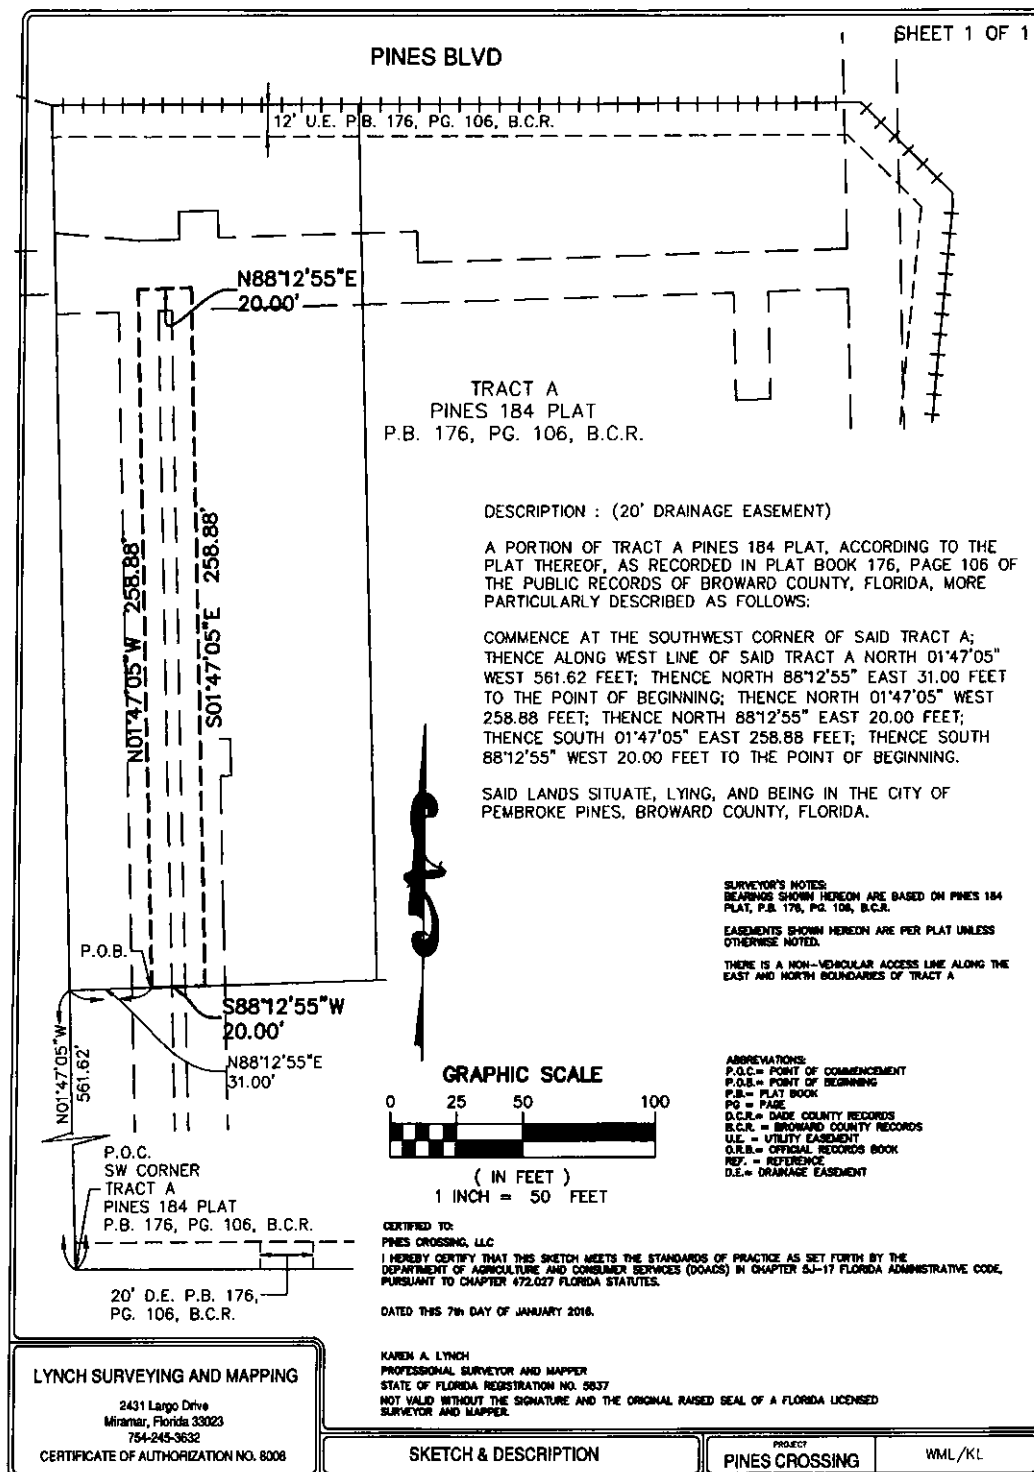 SHEET 1 OF 1
PINES BLVD
12' U.E. P.B. 176, PG. 106, B.C.R.
N88°12'55"E
20.00'
TRACT A
PINES 184 PLAT
P.B. 176, PG. 106, B.C.R.
N01°47'05"W 258.88'
S01°47'05"E 258.88'
DESCRIPTION : (20' DRAINAGE EASEMENT)
A PORTION OF TRACT A PINES 184 PLAT, ACCORDING TO THE
PLAT THEREOF, AS RECORDED IN PLAT BOOK 176, PAGE 106 OF
THE PUBLIC RECORDS OF BROWARD COUNTY, FLORIDA, MORE
PARTICULARLY DESCRIBED AS FOLLOWS:
COMMENCE AT THE SOUTHWEST CORNER OF SAID TRACT A;
THENCE ALONG WEST LINE OF SAID TRACT A NORTH 01°47'05"
WEST 561.62 FEET; THENCE NORTH 88°12'55" EAST 31.00 FEET
TO THE POINT OF BEGINNING; THENCE NORTH 01°47'05" WEST
258.88 FEET; THENCE NORTH 88°12'55" EAST 20.00 FEET;
THENCE SOUTH 01°47'05" EAST 258.88 FEET; THENCE SOUTH
88°12'55" WEST 20.00 FEET TO THE POINT OF BEGINNING.
SAID LANDS SITUATE, LYING, AND BEING IN THE CITY OF
PEMBROKE PINES, BROWARD COUNTY, FLORIDA.
SURVEYOR'S NOTES:
BEARINGS SHOWN HEREON ARE BASED ON PINES 184
PLAT, P.B. 176, PG. 106, B.C.R.
EASEMENTS SHOWN HEREON ARE PER PLAT UNLESS
OTHERWISE NOTED.
THERE IS A NON-VEHICULAR ACCESS LINE ALONG THE
EAST AND NORTH BOUNDARIES OF TRACT A
P.O.B.
S88°12'55"W
20.00'
N88°12'55"E
31.00'
N01°47'05"W
561.62'
ABBREVIATIONS:
P.O.C.= POINT OF COMMENCEMENT
P.O.B.= POINT OF BEGINNING
P.B.= PLAT BOOK
PG = PAGE
D.C.R.= DADE COUNTY RECORDS
B.C.R. = BROWARD COUNTY RECORDS
U.E. = UTILITY EASEMENT
O.R.B.= OFFICIAL RECORDS BOOK
REF. = REFERENCE
D.E.= DRAINAGE EASEMENT
GRAPHIC SCALE
0 25 50 100
( IN FEET )
1 INCH = 50 FEET
P.O.C.
SW CORNER
TRACT A
PINES 184 PLAT
P.B. 176, PG. 106, B.C.R.
20' D.E. P.B. 176,
PG. 106, B.C.R.
CERTIFIED TO:
PINES CROSSING, LLC
I HEREBY CERTIFY THAT THIS SKETCH MEETS THE STANDARDS OF PRACTICE AS SET FORTH BY THE
DEPARTMENT OF AGRICULTURE AND CONSUMER SERVICES (DOACS) IN CHAPTER 5J-17 FLORIDA ADMINISTRATIVE CODE,
PURSUANT TO CHAPTER 472.027 FLORIDA STATUTES.
DATED THIS 7th DAY OF JANUARY 2016.
KAREN A. LYNCH
PROFESSIONAL SURVEYOR AND MAPPER
STATE OF FLORIDA REGISTRATION NO. 5837
NOT VALID WITHOUT THE SIGNATURE AND THE ORIGINAL RAISED SEAL OF A FLORIDA LICENSED
SURVEYOR AND MAPPER.
LYNCH SURVEYING AND MAPPING
2431 Largo Drive
Miramar, Florida 33023
754-245-3632
CERTIFICATE OF AUTHORIZATION NO. 8008
SKETCH & DESCRIPTION
PROJECT
PINES CROSSING
WML/KL